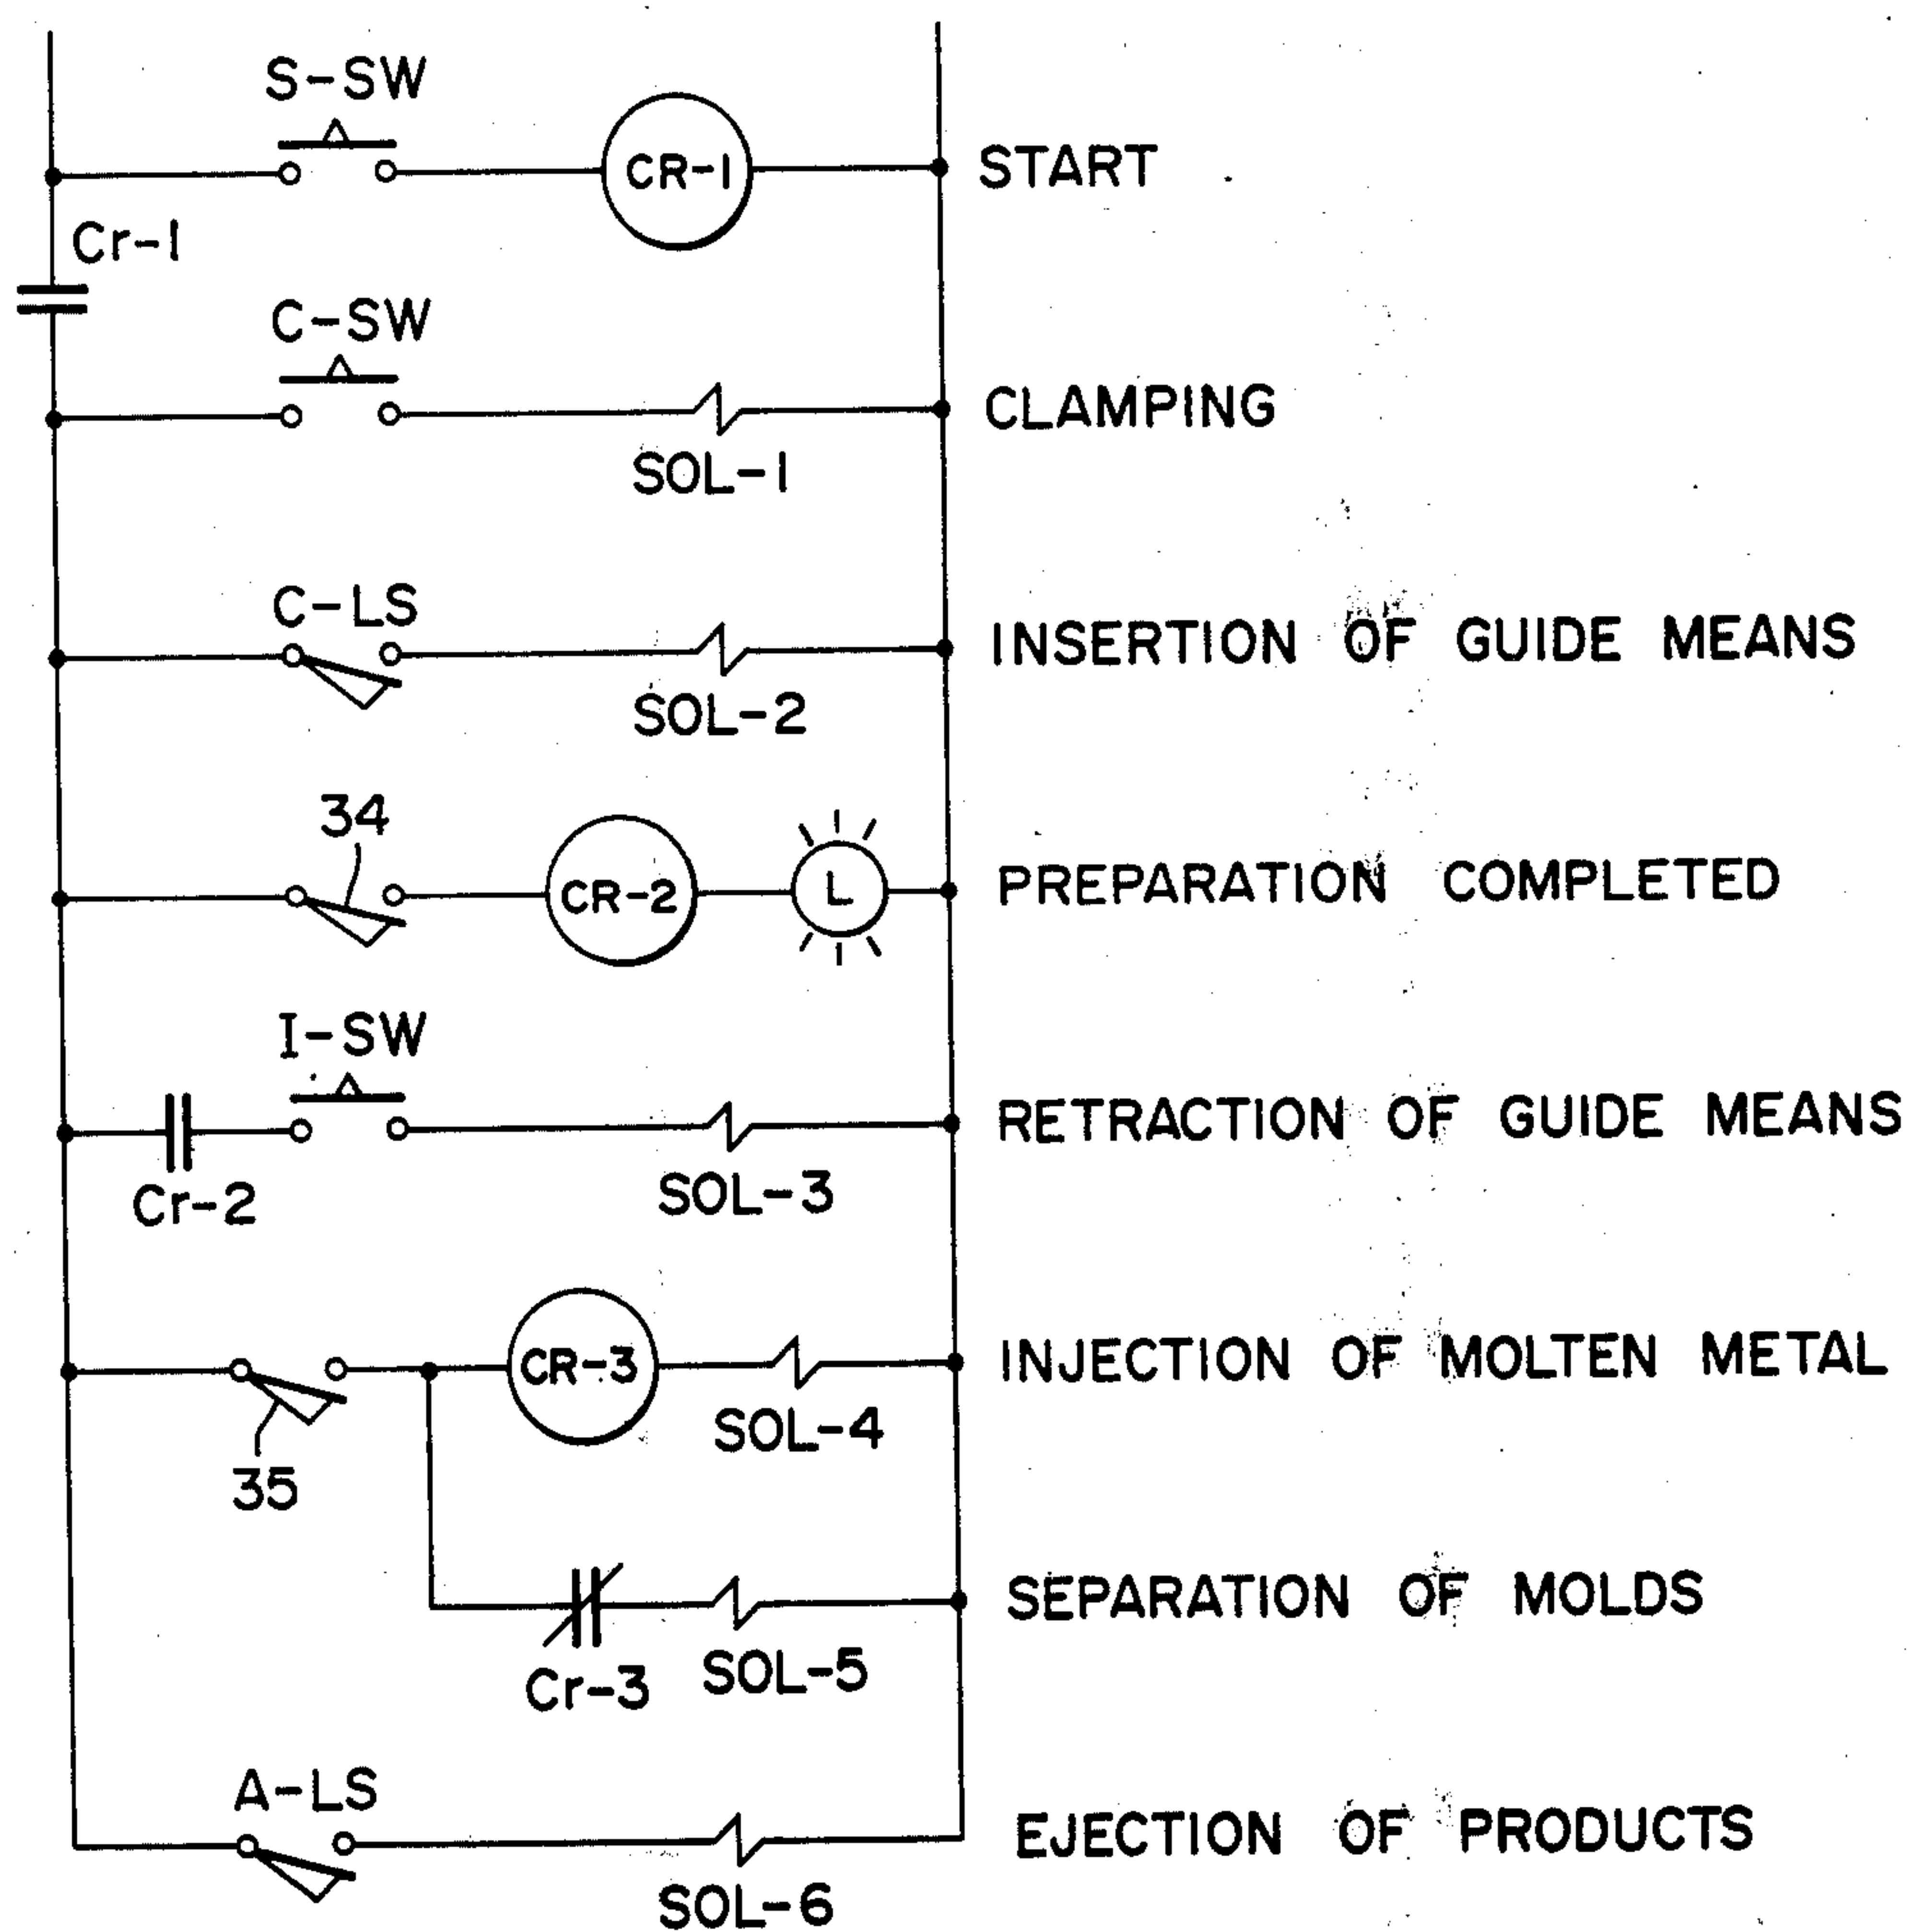 S-SW
CR-1
START
Cr-1
C-SW
CLAMPING
SOL-1
C-LS
INSERTION OF GUIDE MEANS
SOL-2
34
CR-2
L
PREPARATION COMPLETED
I-SW
RETRACTION OF GUIDE MEANS
Cr-2
SOL-3
CR-3
INJECTION OF MOLTEN METAL
SOL-4
35
SEPARATION OF MOLDS
Cr-3
SOL-5
A-LS
EJECTION OF PRODUCTS
SOL-6